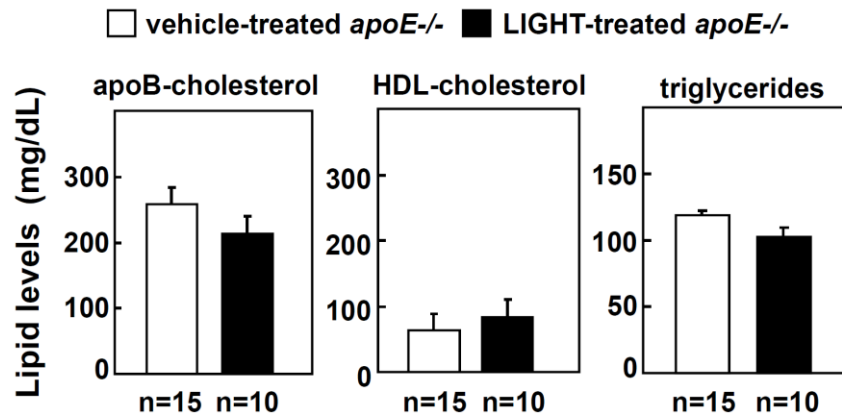 vehicle-treated apoE-/- LIGHT-treated apoE-/-
apoB-cholesterol
HDL-cholesterol
triglycerides
Lipid levels (mg/dL)
300
200
100
0
n=15 n=10
300
200
100
0
n=15 n=10
150
100
50
0
n=15 n=10